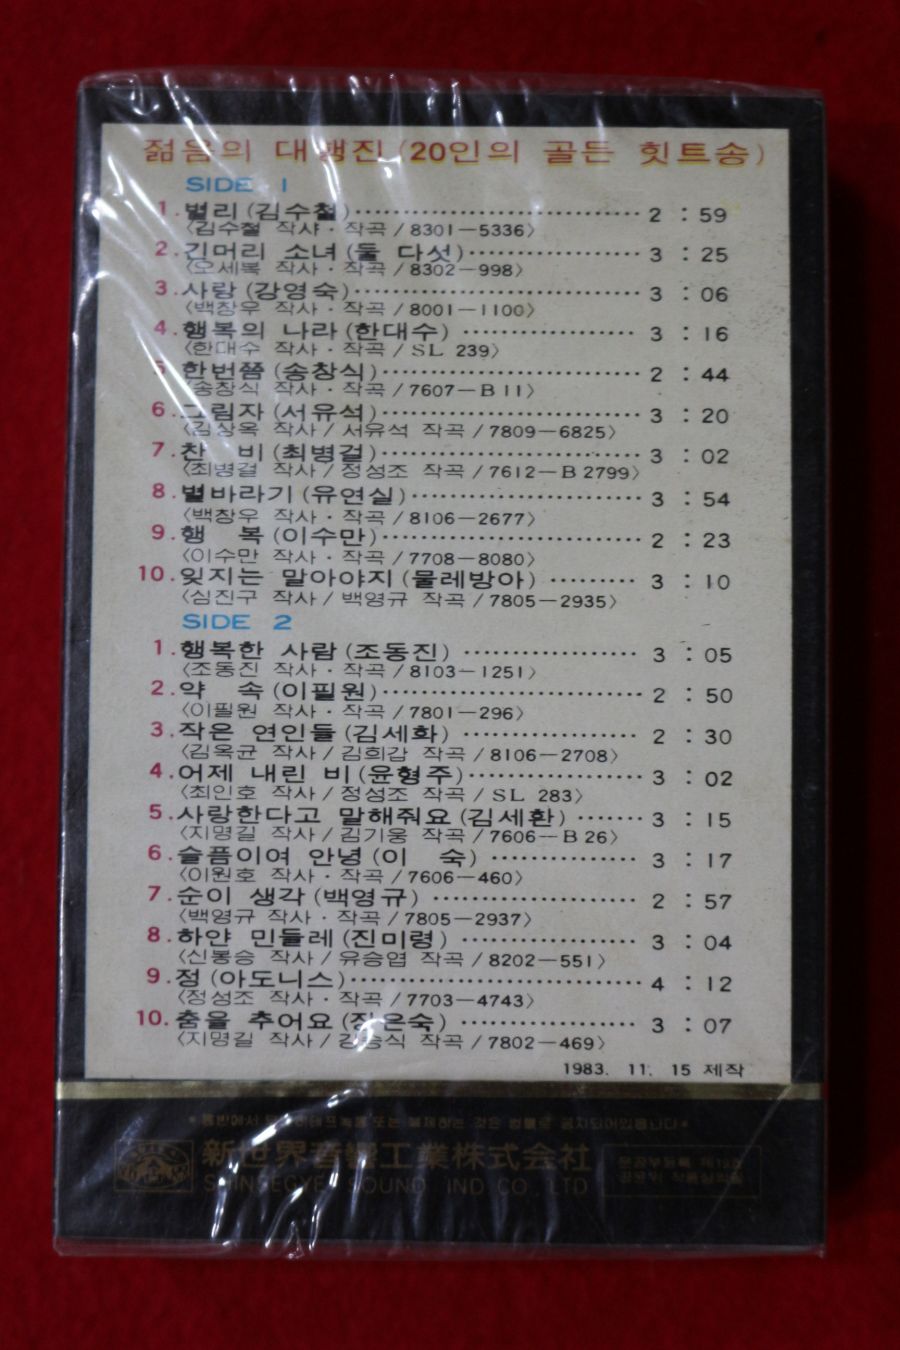 젊음의 대행진(20인의 골든 힛트송)
SIDE 1
1.별리(김수철)……………………………2 : 59
〈김수철 작사·작곡/8301-5336〉
2.긴머리 소녀(둘 다섯)…………………3 : 25
〈오세복 작사·작곡/8302-998〉
3.사랑(강영숙)……………………………3 : 06
〈백창우 작사·작곡/8001-1100〉
4.행복의 나라(한대수) …………………3 : 16
〈한대수 작사·작곡/SL 239〉
5.한번쯤(송창식)…………………………2 : 44
〈송창식 작사·작곡/7607-B11〉
6.그림자(서유석)…………………………3 : 20
〈김상옥 작사/서유석 작곡/7809-6825〉
7.찬 비(최병걸)…………………………3 : 02
〈최병걸 작사/정성조 작곡/7612-B2799〉
8.별바라기(유연실)………………………3 : 54
〈백창우 작사·작곡/8106-2677〉
9.행 복(이수만)…………………………2 : 23
〈이수만 작사·작곡/7708-8080〉
10.잊지는 말아야지(물레방아) ………3 : 10
〈심진구 작사/백영규 작곡/7805-2935〉
SIDE 2
1.행복한 사람(조동진) …………………3 : 05
〈조동진 작사·작곡/8103-1251〉
2.약 속(이필원)…………………………2 : 50
〈이필원 작사·작곡/7801-296〉
3.작은 연인들(김세화) …………………2 : 30
〈김욱균 작사/김희갑 작곡/8106-2708〉
4.어제 내린 비(윤형주)…………………3 : 02
〈최인호 작사/정성조 작곡/SL 283〉
5.사랑한다고 말해줘요(김세환)………3 : 15
〈지명길 작사/김기웅 작곡/7606-B26〉
6.슬픔이여 안녕(이 숙) ………………3 : 17
〈이원호 작사·작곡/7606-460〉
7.순이 생각(백영규) ……………………2 : 57
〈백영규 작사·작곡/7805-2937〉
8.하얀 민들레(진미령) …………………3 : 04
〈신봉승 작사/유승엽 작곡/8202-551〉
9.정(아도니스)……………………………4 : 12
〈정성조 작사·작곡/7703-4743〉
10.춤을 추어요(장은숙) ………………3 : 07
〈지명길 작사/ 작곡/7802-469〉
1983. 11. 15 제작
新世界音響工業株式会社
SHINSEGYE SOUND IND CO., LTD